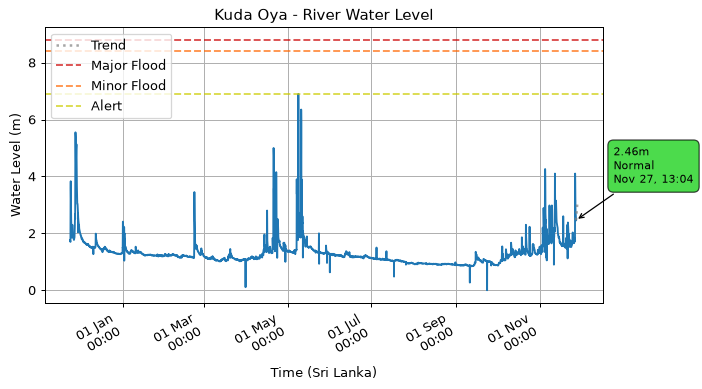 Kuda Oya - River Water Level
Trend
Major Flood
Minor Flood
Alert
8
6
4
2
0
Water Level (m)
2.46m
Normal
Nov 27, 13:04
01 Jan
00:00
01 Mar
00:00
01 May
00:00
01 Jul
00:00
01 Sep
00:00
01 Nov
00:00
Time (Sri Lanka)